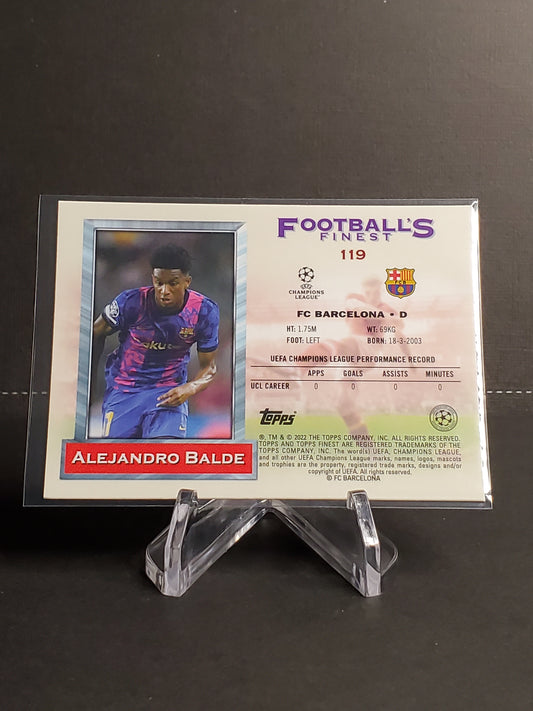 FOOTBALL'S
FINEST
119
CHAMPIONS
LEAGUE
FCB
FC BARCELONA • D
HT: 1.75M WT: 69KG
FOOT: LEFT BORN: 18-3-2003
UEFA CHAMPIONS LEAGUE PERFORMANCE RECORD
APPS GOALS ASSISTS MINUTES
UCL CAREER 0 0 0 0
Topps
®, TM & © 2022 THE TOPPS COMPANY, INC. ALL RIGHTS RESERVED.
TOPPS AND TOPPS FINEST ARE REGISTERED TRADEMARKS OF THE TOPPS
COMPANY, INC. The word(s) UEFA, CHAMPIONS LEAGUE,
and all other UEFA Champions League marks, names, logos, mascots
and trophies are the property, registered trade marks, designs and/or
copyright of UEFA. All rights reserved.
© FC BARCELONA
ALEJANDRO BALDE